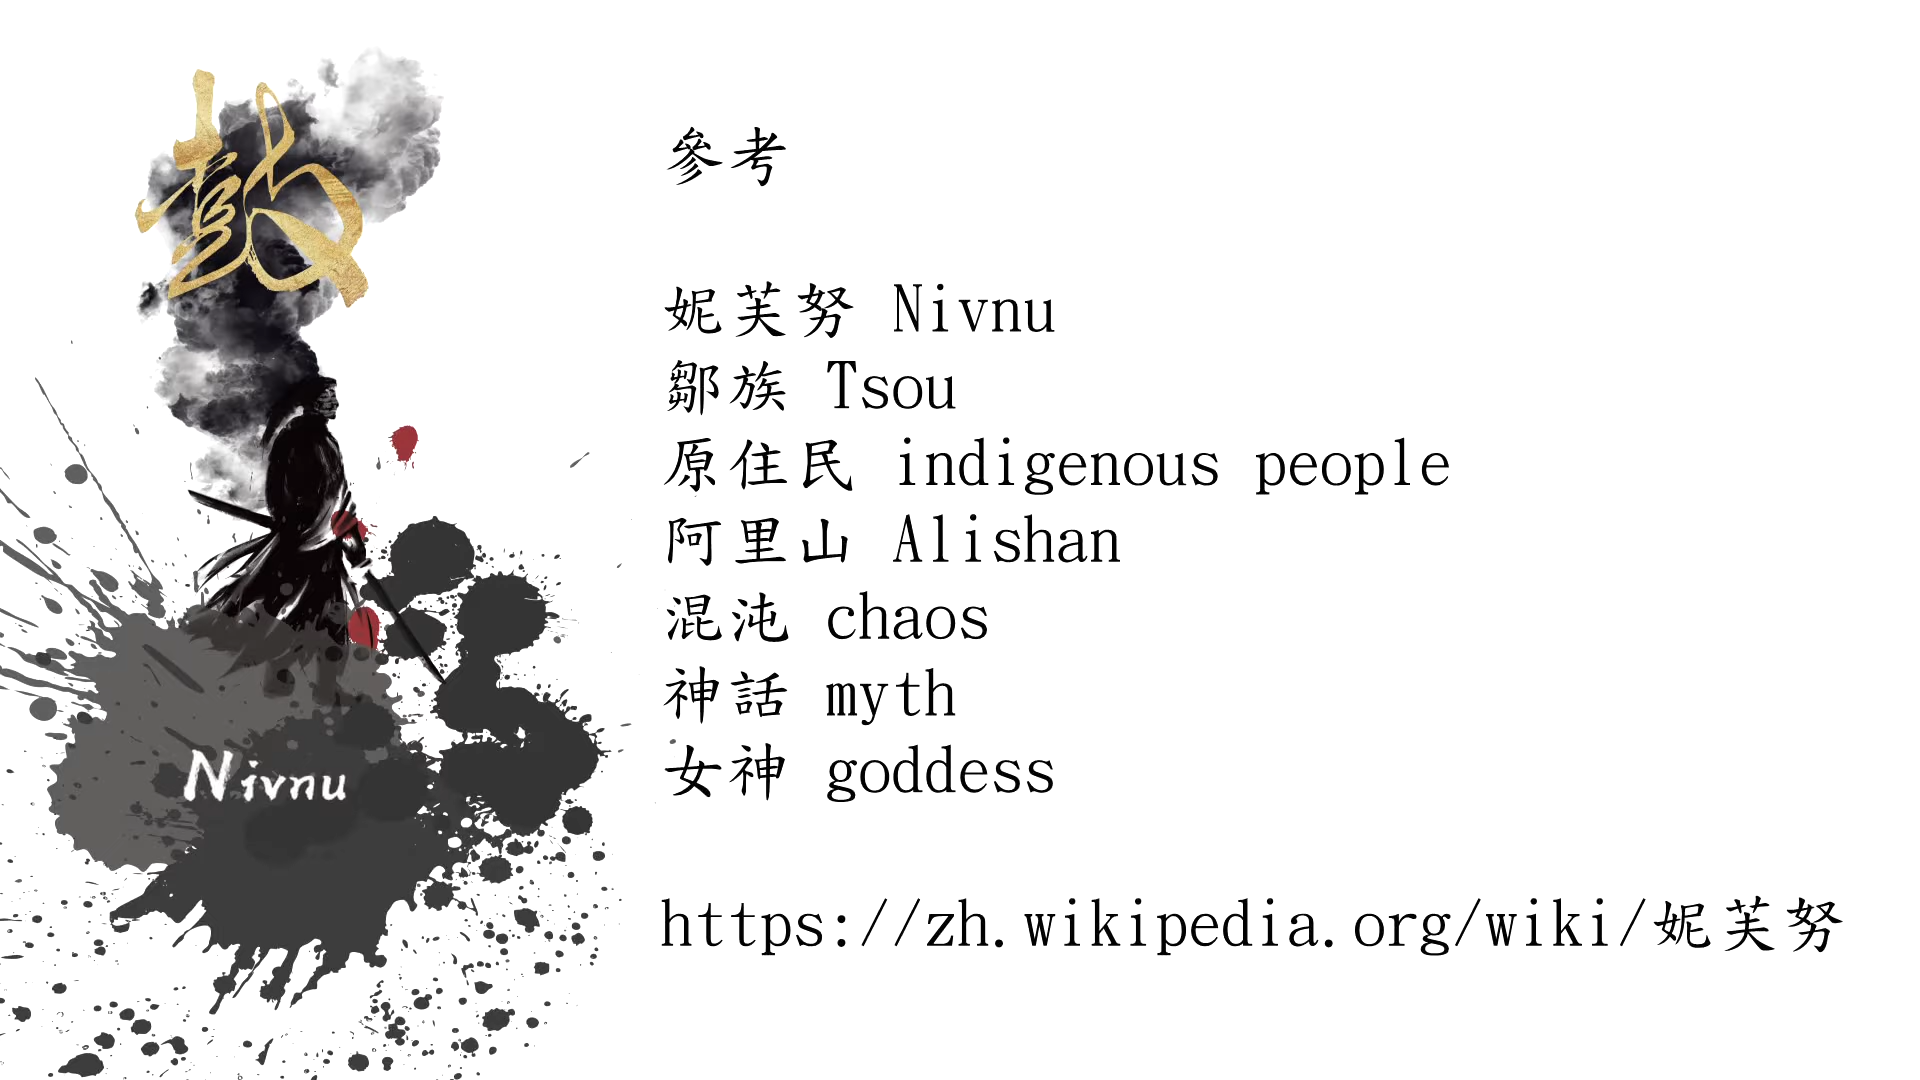 鼓
Nivnu
參考
妮芙努 Nivnu
鄒族 Tsou
原住民 indigenous people
阿里山 Alishan
混沌 chaos
神話 myth
女神 goddess
https://zh.wikipedia.org/wiki/妮芙努